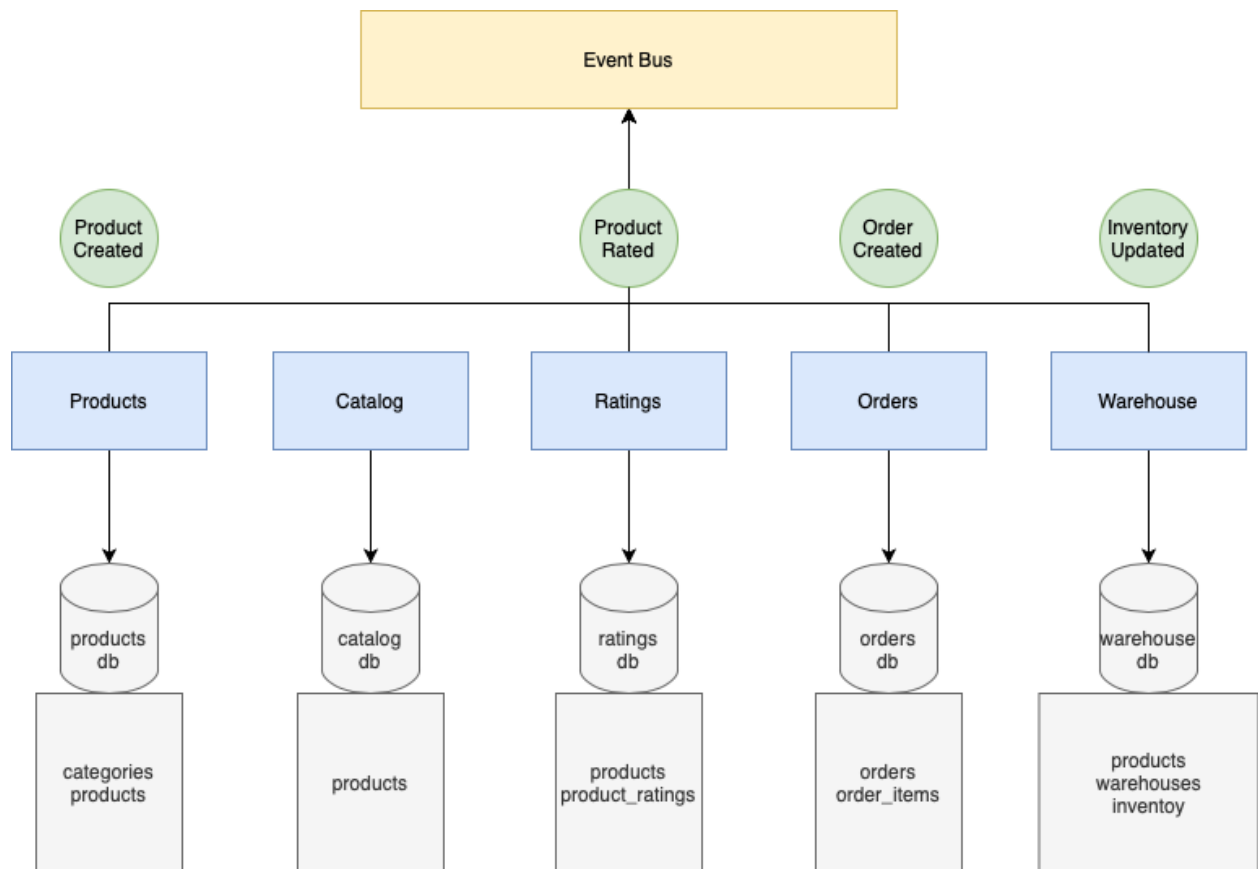 Event Bus
Product
Created
Product
Rated
Order
Created
Inventory
Updated
Products
Catalog
Ratings
Orders
Warehouse
products
db
catalog
db
ratings
db
orders
db
warehouse
db
categories
products
products
products
product_ratings
orders
order_items
products
warehouses
inventoy